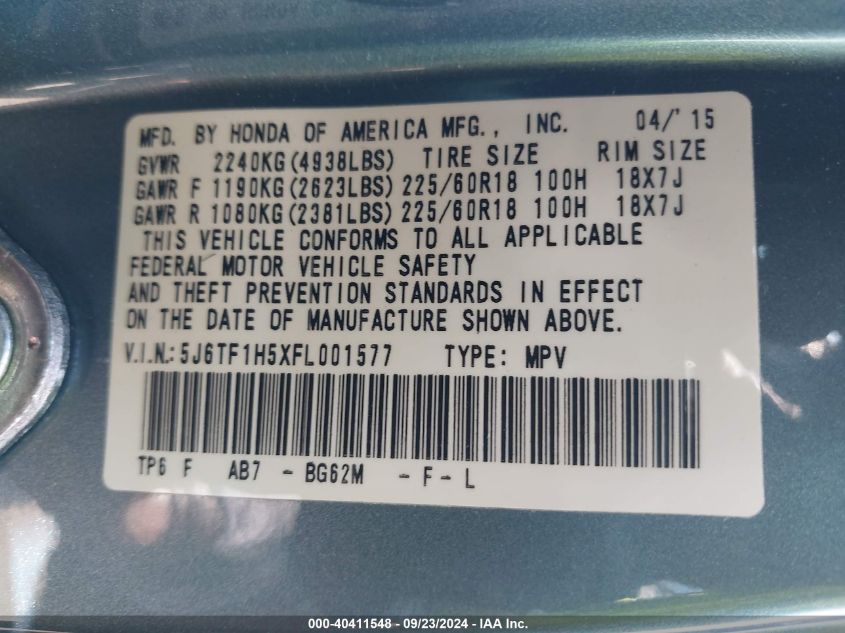 MFD. BY HONDA OF AMERICA MFG., INC. 04/'15
GVWR 2240KG(4938LBS) TIRE SIZE RIM SIZE
GAWR F 1190KG(2623LBS) 225/60R18 100H 18X7J
GAWR R 1080KG(2381LBS) 225/60R18 100H 18X7J
THIS VEHICLE CONFORMS TO ALL APPLICABLE
FEDERAL MOTOR VEHICLE SAFETY
AND THEFT PREVENTION STANDARDS IN EFFECT
ON THE DATE OF MANUFACTURE SHOWN ABOVE.
V.I.N.: 5J6TF1H5XFL001577 TYPE: MPV
TP6 F AB7 - BG62M - F - L
000-40411548 - 09/23/2024 - IAA Inc.